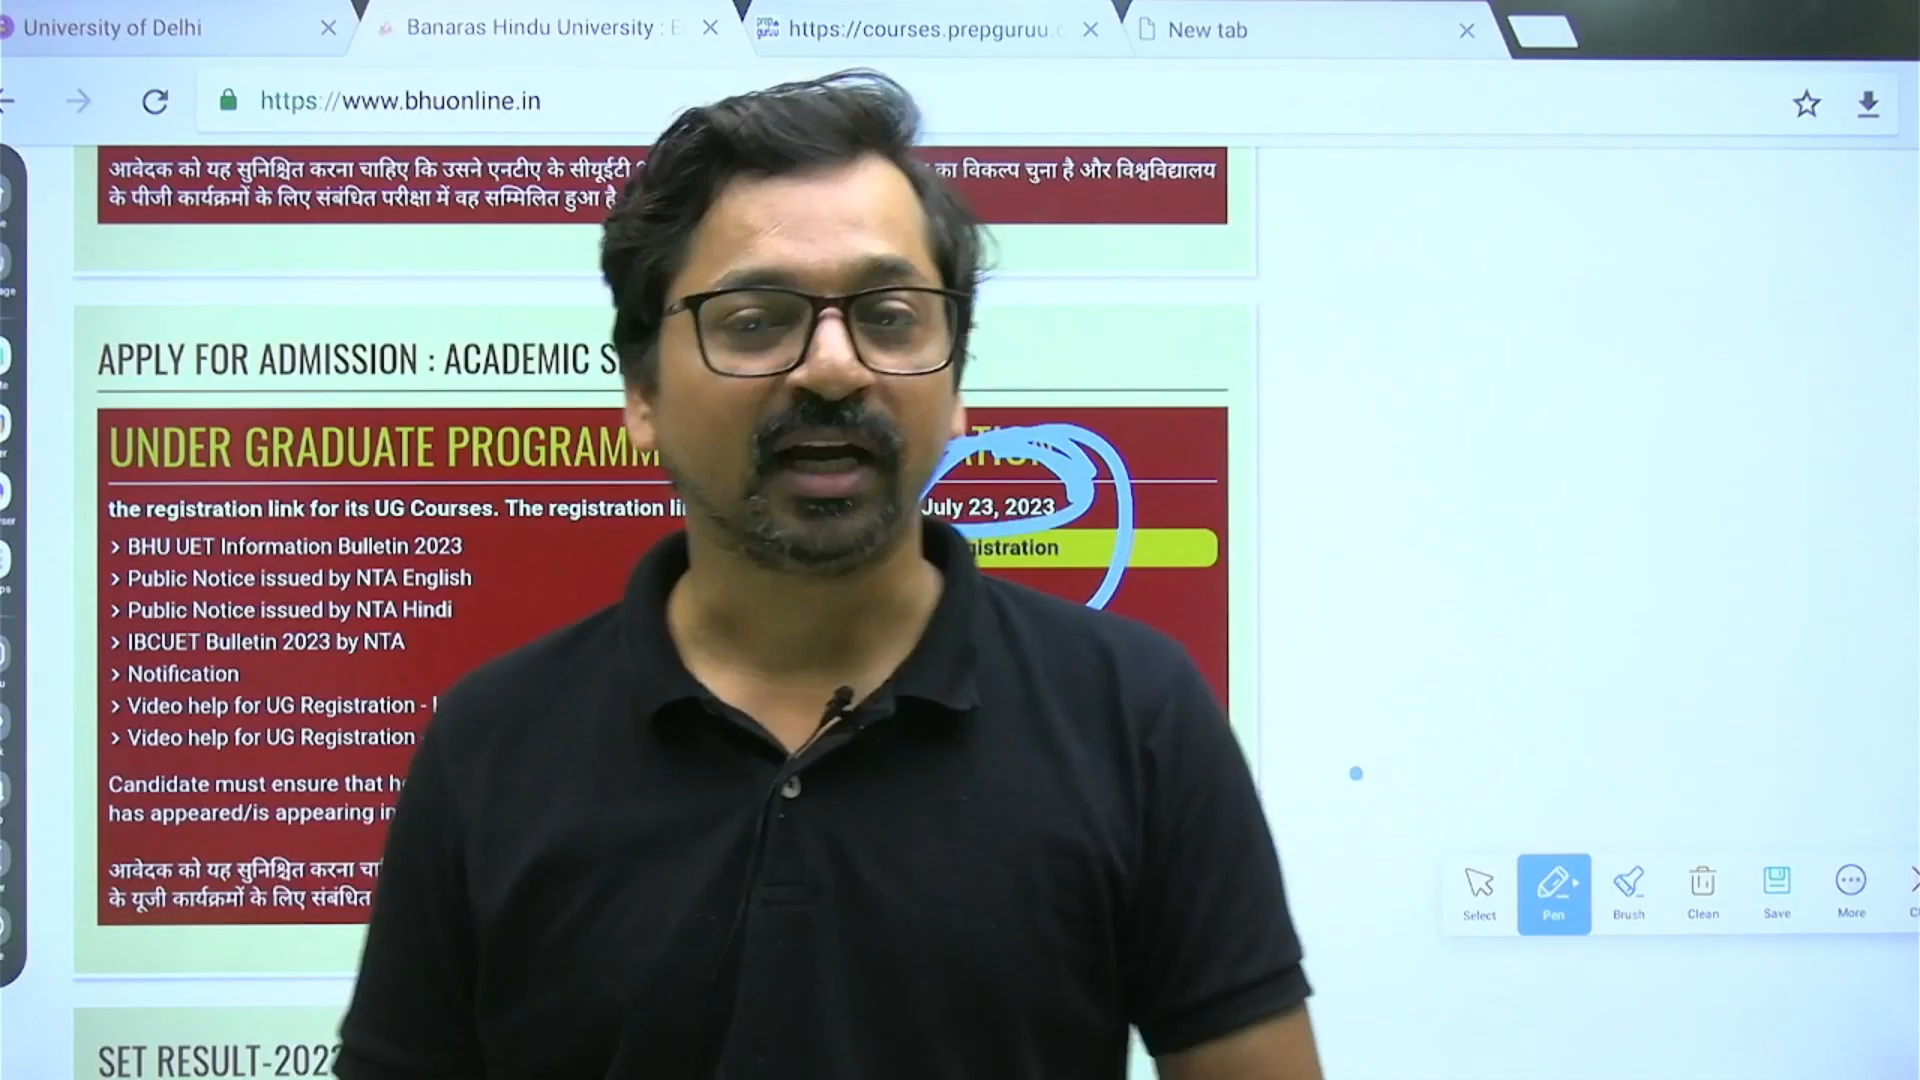 University of Delhi
Banaras Hindu University : E
prep guruu
https://courses.prepguruu.c
New tab
https://www.bhuonline.in
आवेदक को यह सुनिश्चित करना चाहिए कि उसने एनटीए के सीयूईटी का विकल्प चुना है और विश्वविद्यालय
के पीजी कार्यक्रमों के लिए संबंधित परीक्षा में वह सम्मिलित हुआ है
APPLY FOR ADMISSION : ACADEMIC S
UNDER GRADUATE PROGRAMM
the registration link for its UG Courses. The registration li July 23, 2023
> BHU UET Information Bulletin 2023
gistration
> Public Notice issued by NTA English
> Public Notice issued by NTA Hindi
> IBCUET Bulletin 2023 by NTA
> Notification
> Video help for UG Registration -
> Video help for UG Registration -
Candidate must ensure that he
has appeared/is appearing in
आवेदक को यह सुनिश्चित करना चा
के यूजी कार्यक्रमों के लिए संबंधित
Select
Pen
Brush
Clean
Save
More
SET RESULT-202